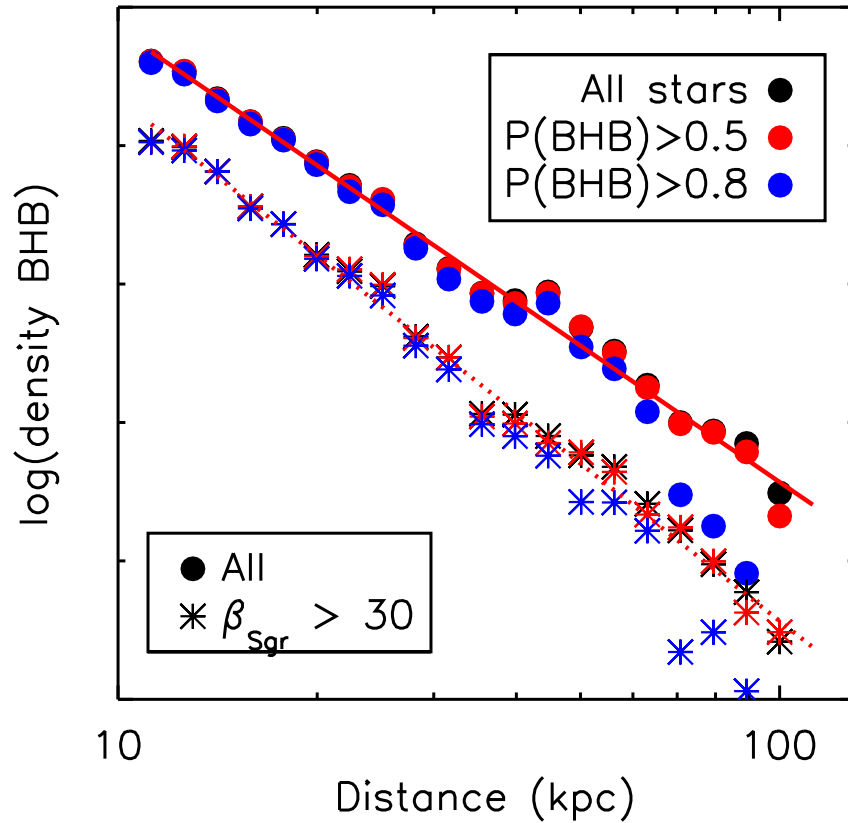 log(density BHB)
All stars
P(BHB)>0.5
P(BHB)>0.8
All
β_Sgr > 30
10
100
Distance (kpc)